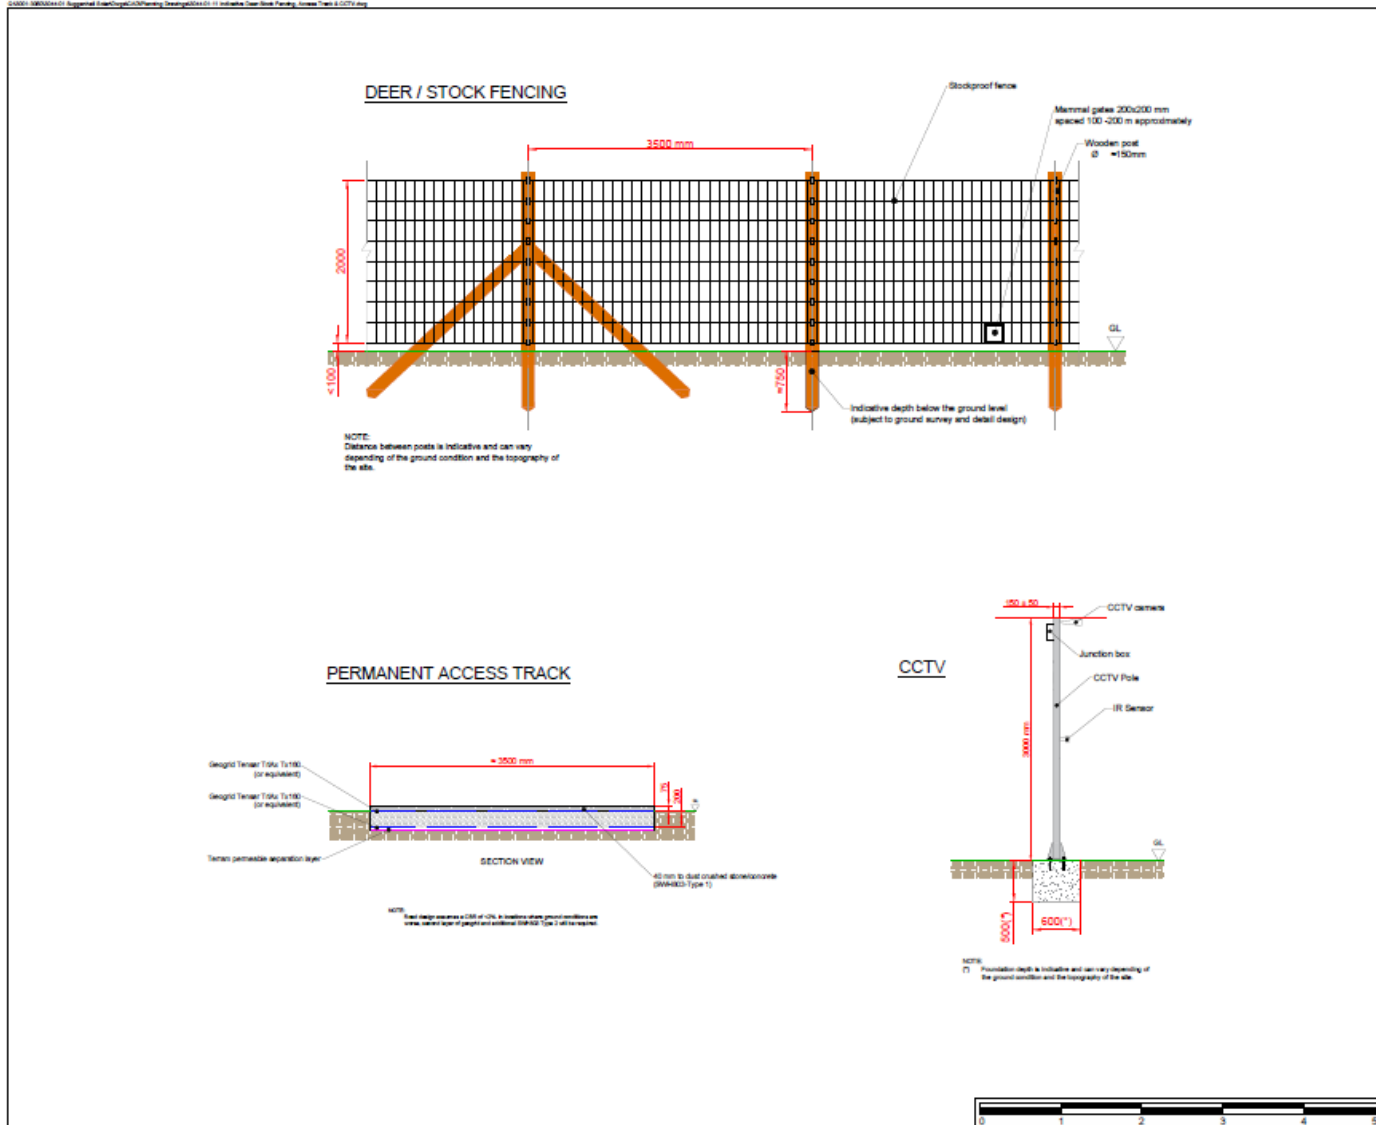 DEER / STOCK FENCING
Stockproof fence
Mammal gates 200x200 mm
spaced 100 -200 m approximately
Wooden post
Ø ≈150mm
3500 mm
2000
<100
≈750
GL
Indicative depth below the ground level
(subject to ground survey and detail design)
NOTE:
Distance between posts is indicative and can vary
depending of the ground condition and the topography of
the site.
PERMANENT ACCESS TRACK
≈ 3500 mm
75
200
Geogrid Tensar TriAx Tx160
(or equivalent)
Geogrid Tensar TriAx Tx160
(or equivalent)
Terram permeable separation layer
SECTION VIEW
40 mm to dust crushed stone/concrete
NOTE:
CCTV
150 x 50
CCTV camera
Junction box
CCTV Pole
IR Sensor
3000 mm
GL
500(*)
600(*)
NOTE:
(*) Foundation depth is indicative and can vary depending of
the ground condition and the topography of the site.
0 1 2 3 4 5